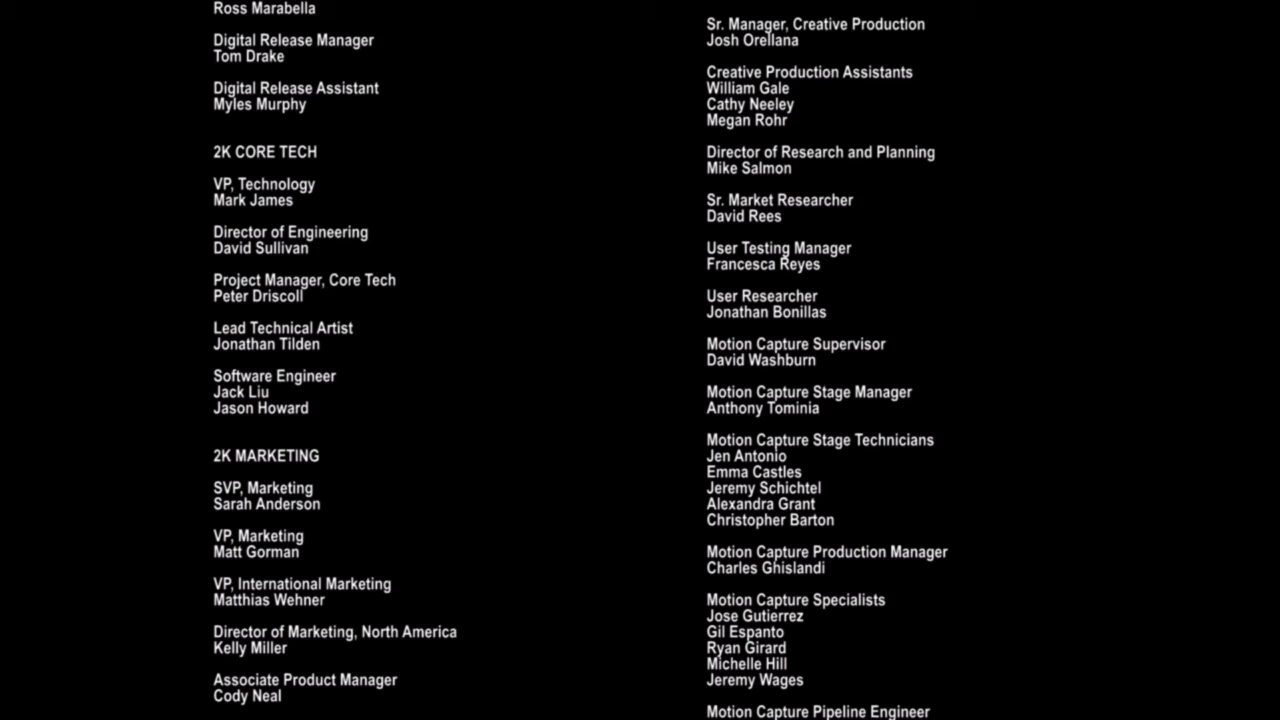 Ross Marabella
Digital Release Manager
Tom Drake
Digital Release Assistant
Myles Murphy
2K CORE TECH
VP, Technology
Mark James
Director of Engineering
David Sullivan
Project Manager, Core Tech
Peter Driscoll
Lead Technical Artist
Jonathan Tilden
Software Engineer
Jack Liu
Jason Howard
2K MARKETING
SVP, Marketing
Sarah Anderson
VP, Marketing
Matt Gorman
VP, International Marketing
Matthias Wehner
Director of Marketing, North America
Kelly Miller
Associate Product Manager
Cody Neal
Sr. Manager, Creative Production
Josh Orellana
Creative Production Assistants
William Gale
Cathy Neeley
Megan Rohr
Director of Research and Planning
Mike Salmon
Sr. Market Researcher
David Rees
User Testing Manager
Francesca Reyes
User Researcher
Jonathan Bonillas
Motion Capture Supervisor
David Washburn
Motion Capture Stage Manager
Anthony Tominia
Motion Capture Stage Technicians
Jen Antonio
Emma Castles
Jeremy Schichtel
Alexandra Grant
Christopher Barton
Motion Capture Production Manager
Charles Ghislandi
Motion Capture Specialists
Jose Gutierrez
Gil Espanto
Ryan Girard
Michelle Hill
Jeremy Wages
Motion Capture Pipeline Engineer